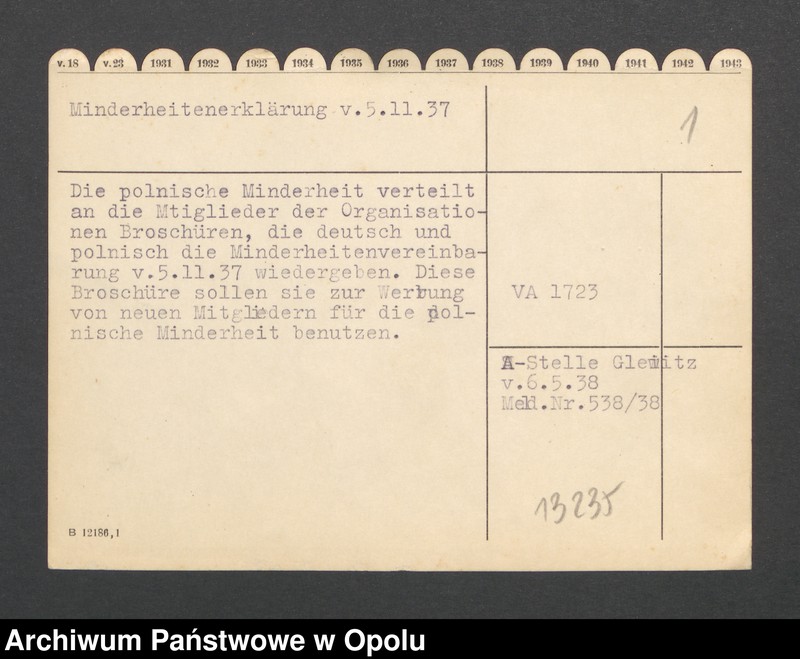 v. 18 v. 23 1931 1932 1933 1934 1935 1936 1937 1938 1939 1940 1941 1942 1943
Minderheitenerklärung v.5.11.37
1
Die polnische Minderheit verteilt
an die Mtiglieder der Organisatio-
nen Broschüren, die deutsch und
polnisch die Minderheitenvereinba-
rung v.5.11.37 wiedergeben. Diese
Broschüre sollen sie zur Werbung
von neuen Mitgliedern für die pol-
nische Minderheit benutzen.
VA 1723
A-Stelle Gleiwitz
v.6.5.38
Meld.Nr.538/38
13235
B 12186,1
Archiwum Państwowe w Opolu